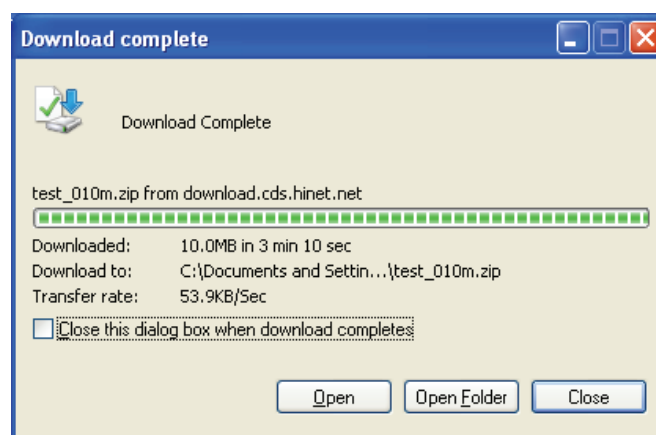 Download complete
Download Complete
test_010m.zip from download.cds.hinet.net
Downloaded: 10.0MB in 3 min 10 sec
Download to: C:\Documents and Settin...\test_010m.zip
Transfer rate: 53.9KB/Sec
Close this dialog box when download completes
Open Open Folder Close